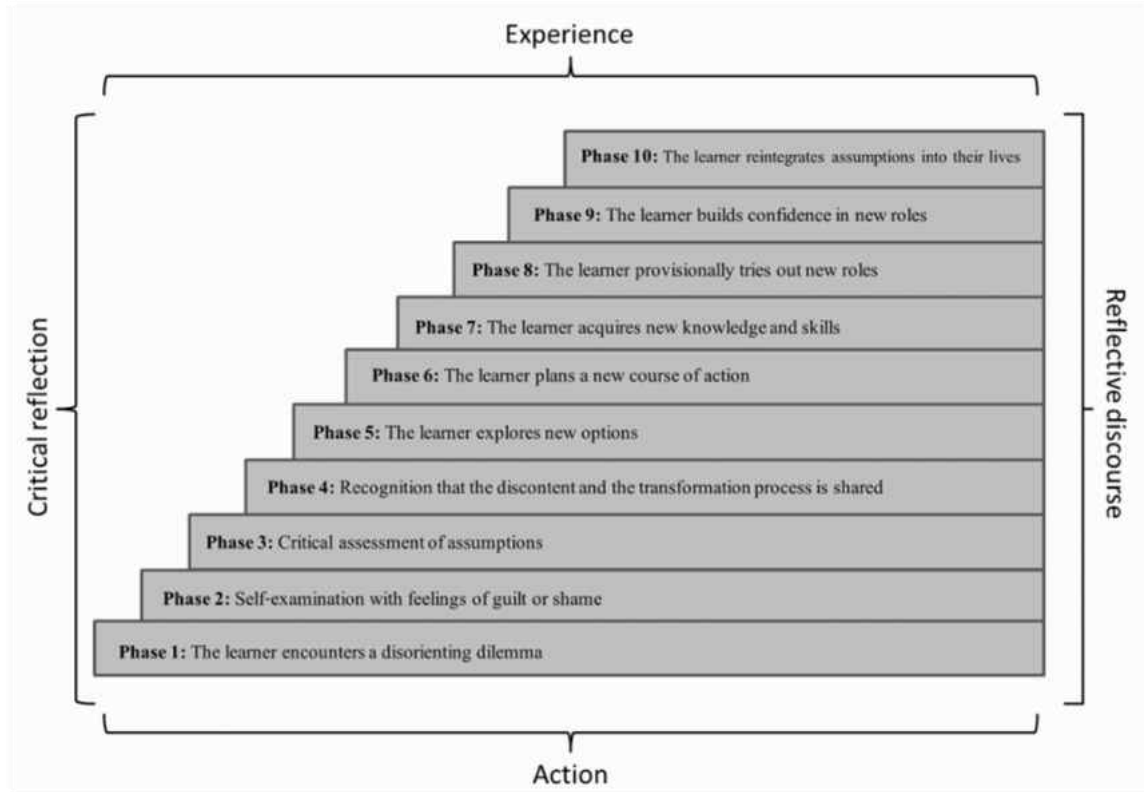 Experience
Phase 10: The learner reintegrates assumptions into their lives
Phase 9: The learner builds confidence in new roles
Phase 8: The learner provisionally tries out new roles
Phase 7: The learner acquires new knowledge and skills
Phase 6: The learner plans a new course of action
Phase 5: The learner explores new options
Phase 4: Recognition that the discontent and the transformation process is shared
Phase 3: Critical assessment of assumptions
Phase 2: Self-examination with feelings of guilt or shame
Phase 1: The learner encounters a disorienting dilemma
Critical reflection
Reflective discourse
Action